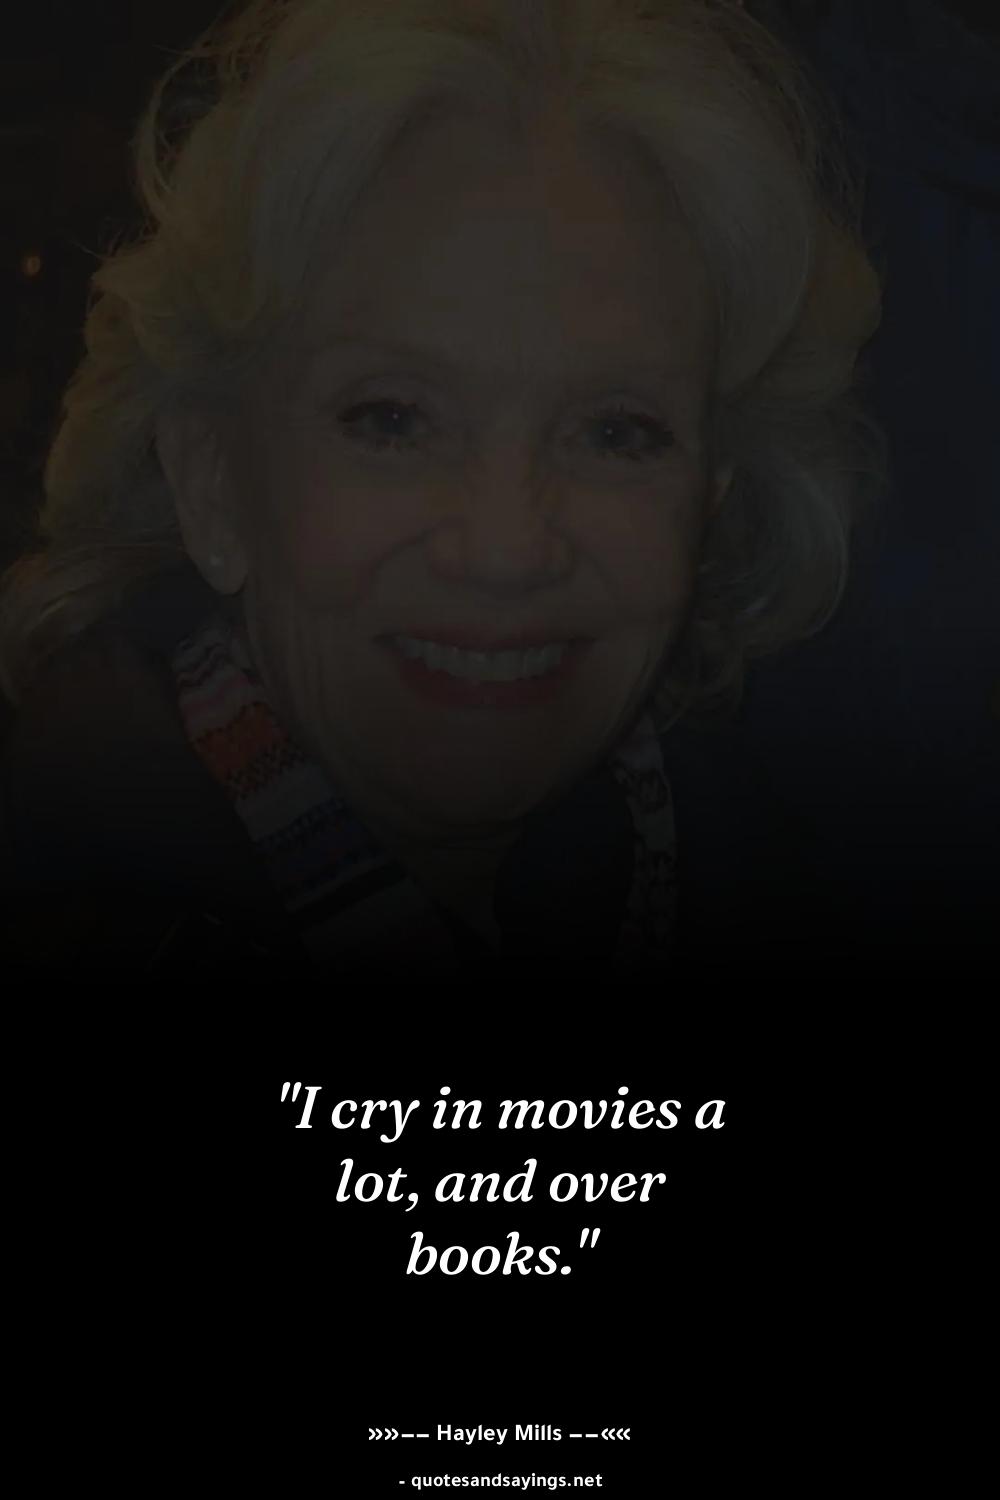 "I cry in movies a
lot, and over
books."
»»−− Hayley Mills −−««
- quotesandsayings.net